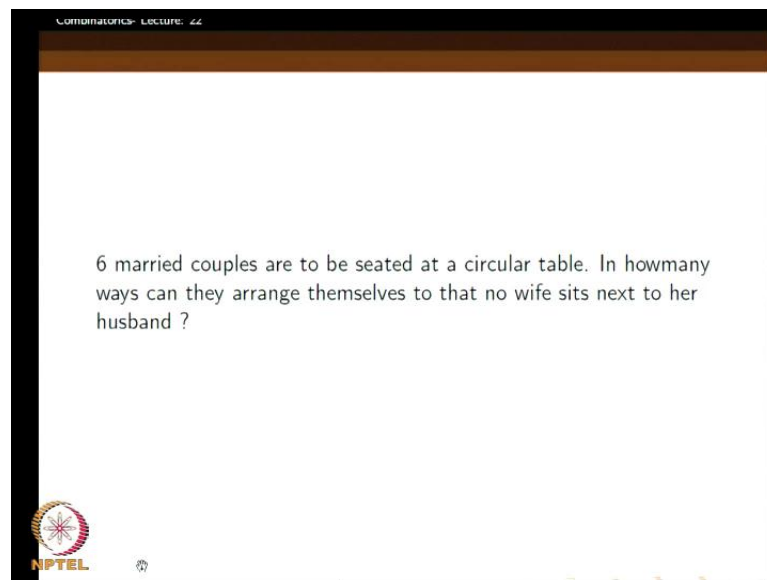 Combinatorics- Lecture: 22
6 married couples are to be seated at a circular table. In howmany
ways can they arrange themselves to that no wife sits next to her
husband ?
NPTEL